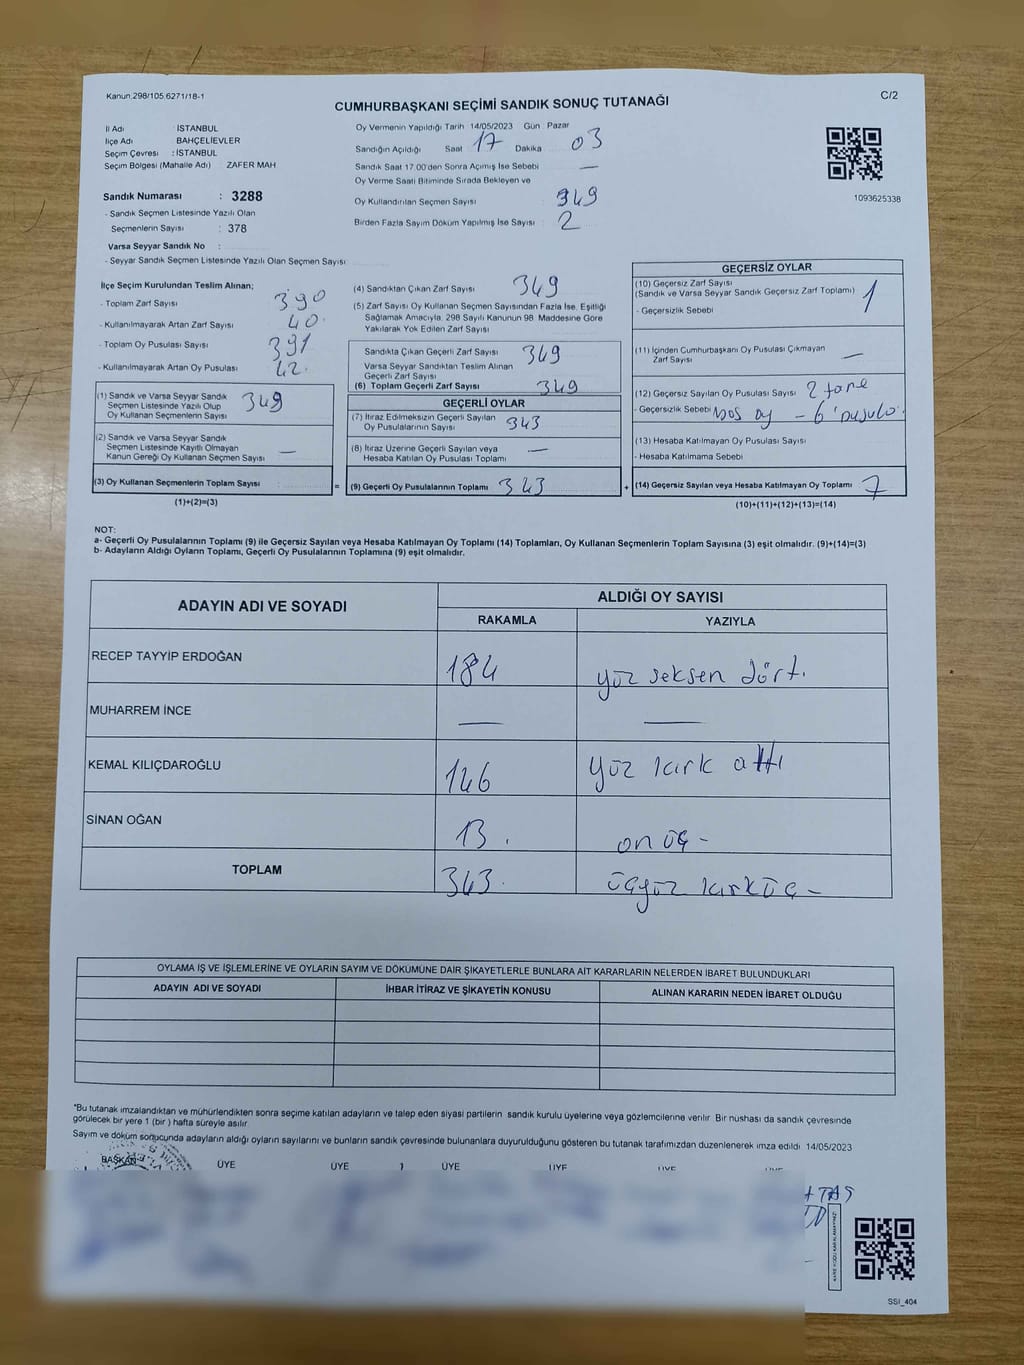 Kanun 298/105 6271/18-1
CUMHURBAŞKANI SEÇİMİ SANDIK SONUÇ TUTANAĞI
C/2
İl Adı : İSTANBUL
İlçe Adı : BAHÇELİEVLER
Seçim Çevresi : İSTANBUL
Seçim Bölgesi (Mahalle Adı) : ZAFER MAH
Sandık Numarası : 3288
- Sandık Seçmen Listesinde Yazılı Olan
Seçmenlerin Sayısı : 378
Varsa Seyyar Sandık No :
- Seyyar Sandık Seçmen Listesinde Yazılı Olan Seçmen Sayısı:
Oy Vermenin Yapıldığı Tarih 14/05/2023 Gün Pazar
Sandığın Açıldığı Saat 17 Dakika 03
Sandık Saat 17.00'den Sonra Açımış İse Sebebi —
Oy Verme Saati Bitiminde Sırada Bekleyen ve
Oy Kullandırılan Seçmen Sayısı : 349
Birden Fazla Sayım Döküm Yapılmış İse Sayısı : 2
1093625338
İlçe Seçim Kurulundan Teslim Alınan;
- Toplam Zarf Sayısı 390
- Kullanılmayarak Artan Zarf Sayısı 40.
- Toplam Oy Pusulası Sayısı 391
- Kullanılmayarak Artan Oy Pusulası 42.
(1) Sandık ve Varsa Seyyar Sandık
Seçmen Listesinde Yazılı Olup
Oy Kullanan Seçmenlerin Sayısı 349
(2) Sandık ve Varsa Seyyar Sandık
Seçmen Listesinde Kayıtlı Olmayan
Kanun Gereği Oy Kullanan Seçmen Sayısı —
(3) Oy Kullanan Seçmenlerin Toplam Sayısı :
(1)+(2)=(3)
(4) Sandıktan Çıkan Zarf Sayısı 349
(5) Zarf Sayısı Oy Kullanan Seçmen Sayısından Fazla İse, Eşitliği
Sağlamak Amacıyla, 298 Sayılı Kanunun 98. Maddesine Göre
Yakılarak Yok Edilen Zarf Sayısı
Sandıkta Çıkan Geçerli Zarf Sayısı 349
Varsa Seyyar Sandıktan Teslim Alınan
Geçerli Zarf Sayısı
(6) Toplam Geçerli Zarf Sayısı 349
GEÇERLİ OYLAR
(7) İtiraz Edilmeksizin Geçerli Sayılan
Oy Pusulalarının Sayısı 343
(8) İtiraz Üzerine Geçerli Sayılan veya
Hesaba Katılan Oy Pusulası Toplamı —
= (9) Geçerli Oy Pusulalarının Toplamı 343
GEÇERSİZ OYLAR
(10) Geçersiz Zarf Sayısı
(Sandık ve Varsa Seyyar Sandık Geçersiz Zarf Toplamı) 1
- Geçersizlik Sebebi
(11) İçinden Cumhurbaşkanı Oy Pusulası Çıkmayan
Zarf Sayısı —
(12) Geçersiz Sayılan Oy Pusulası Sayısı 2 tane
- Geçersizlik Sebebi boş oy – 6
(13) Hesaba Katılmayan Oy Pusulası Sayısı
- Hesaba Katılmama Sebebi
+ (14) Geçersiz Sayılan veya Hesaba Katılmayan Oy Toplamı 7
(10)+(11)+(12)+(13)=(14)
NOT:
a- Geçerli Oy Pusulalarının Toplamı (9) ile Geçersiz Sayılan veya Hesaba Katılmayan Oy Toplamı (14) Toplamları, Oy Kullanan Seçmenlerin Toplam Sayısına (3) eşit olmalıdır. (9)+(14)=(3)
b- Adayların Aldığı Oyların Toplamı, Geçerli Oy Pusulalarının Toplamına (9) eşit olmalıdır.
ADAYIN ADI VE SOYADI
ALDIĞI OY SAYISI
RAKAMLA YAZIYLA
RECEP TAYYİP ERDOĞAN 184 yüz seksen dört.
MUHARREM İNCE — —
KEMAL KILIÇDAROĞLU 146 yüz kırk altı
SİNAN OĞAN 13. on üç -
TOPLAM 343. üçyüz kırküç -
OYLAMA İŞ VE İŞLEMLERİNE VE OYLARIN SAYIM VE DÖKÜMÜNE DAİR ŞİKAYETLERLE BUNLARA AİT KARARLARIN NELERDEN İBARET BULUNDUKLARI
ADAYIN ADI VE SOYADI İHBAR İTİRAZ VE ŞİKAYETİN KONUSU ALINAN KARARIN NEDEN İBARET OLDUĞU
"Bu tutanak imzalandıktan ve mühürlendikten sonra seçime katılan adayların ve talep eden siyasi partilerin sandık kurulu üyelerine veya gözlemcilerine verilir. Bir nüshası da sandık çevresinde
görülecek bir yere 1 (bir) hafta süreyle asılır.
Sayım ve döküm sonucunda adayların aldığı oyların sayılarını ve bunların sandık çevresinde bulunanlara duyurulduğunu gösteren bu tutanak tarafımızdan düzenlenerek imza edildi. 14/05/2023
BAŞKAN ÜYE ÜYE ÜYE ÜYE ÜYE
SSI_404